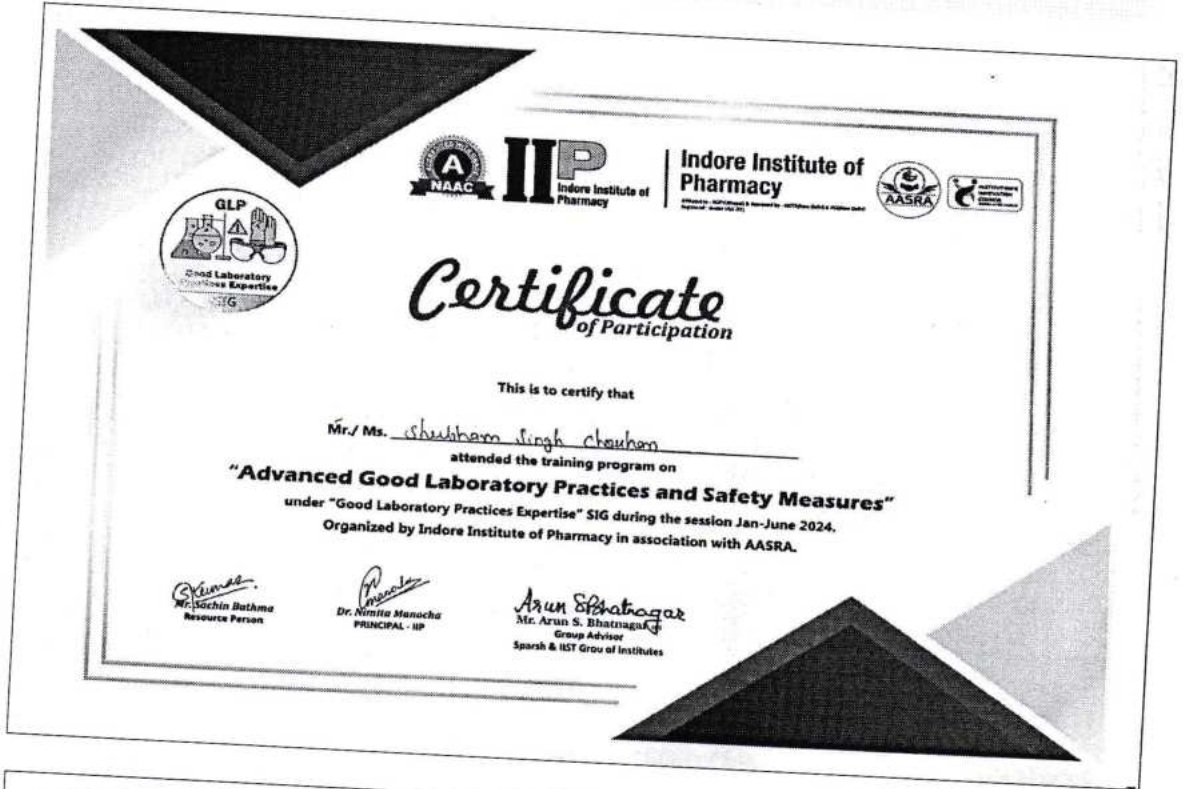 A
NAAC
IIP
Indore Institute of
Pharmacy
Indore Institute of
Pharmacy
AASRA
INSTITUTION'S
INNOVATION
COUNCIL
GLP
Good Laboratory
Practices Expertise
SIG
Certificate
of Participation
This is to certify that
Mr./ Ms. Shubham Singh Chouhan
attended the training program on
"Advanced Good Laboratory Practices and Safety Measures"
under "Good Laboratory Practices Expertise" SIG during the session Jan-June 2024.
Organized by Indore Institute of Pharmacy in association with AASRA.
Mr. Sachin Bathma
Resource Person
Dr. Nimita Manocha
PRINCIPAL - IIP
Arun SBhatnagar
Mr. Arun S. Bhatnagar
Group Advisor
Sparsh & IIST Grou of Institutes